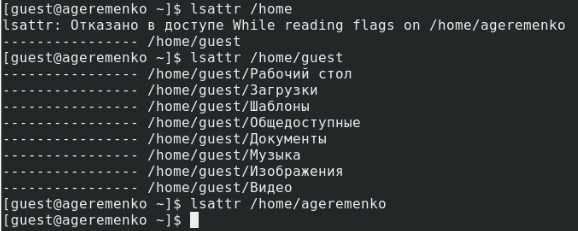 [guest@ageremenko ~]$ lsattr /home
lsattr: Отказано в доступе While reading flags on /home/ageremenko
---------------- /home/guest
[guest@ageremenko ~]$ lsattr /home/guest
---------------- /home/guest/Рабочий стол
---------------- /home/guest/Загрузки
---------------- /home/guest/Шаблоны
---------------- /home/guest/Общедоступные
---------------- /home/guest/Документы
---------------- /home/guest/Музыка
---------------- /home/guest/Изображения
---------------- /home/guest/Видео
[guest@ageremenko ~]$ lsattr /home/ageremenko
[guest@ageremenko ~]$